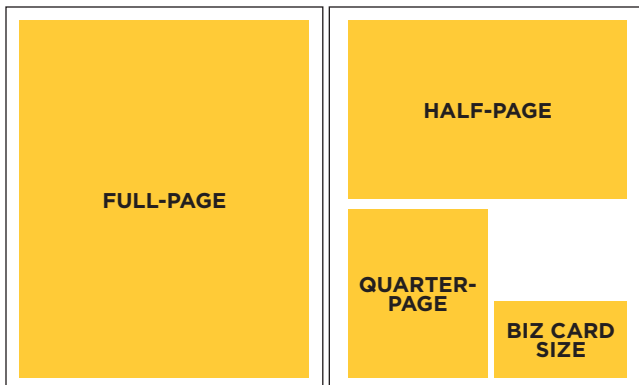 FULL-PAGE
HALF-PAGE
QUARTER-
PAGE
BIZ CARD
SIZE